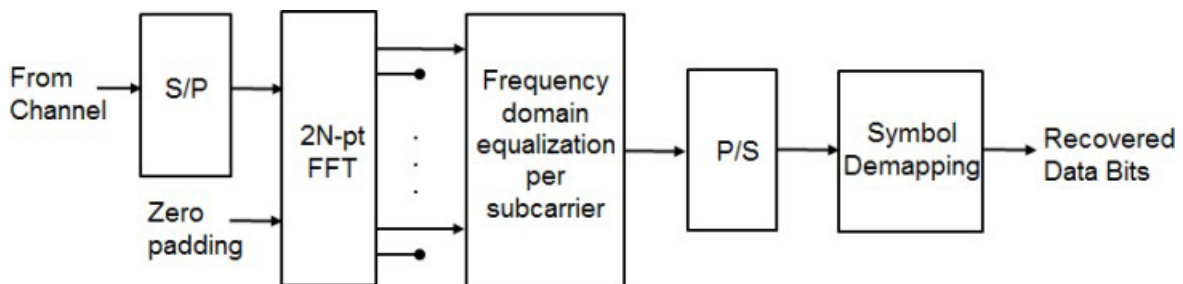 From
Channel
S/P
Zero
padding
2N-pt
FFT
Frequency
domain
equalization
per
subcarrier
P/S
Symbol
Demapping
Recovered
Data Bits